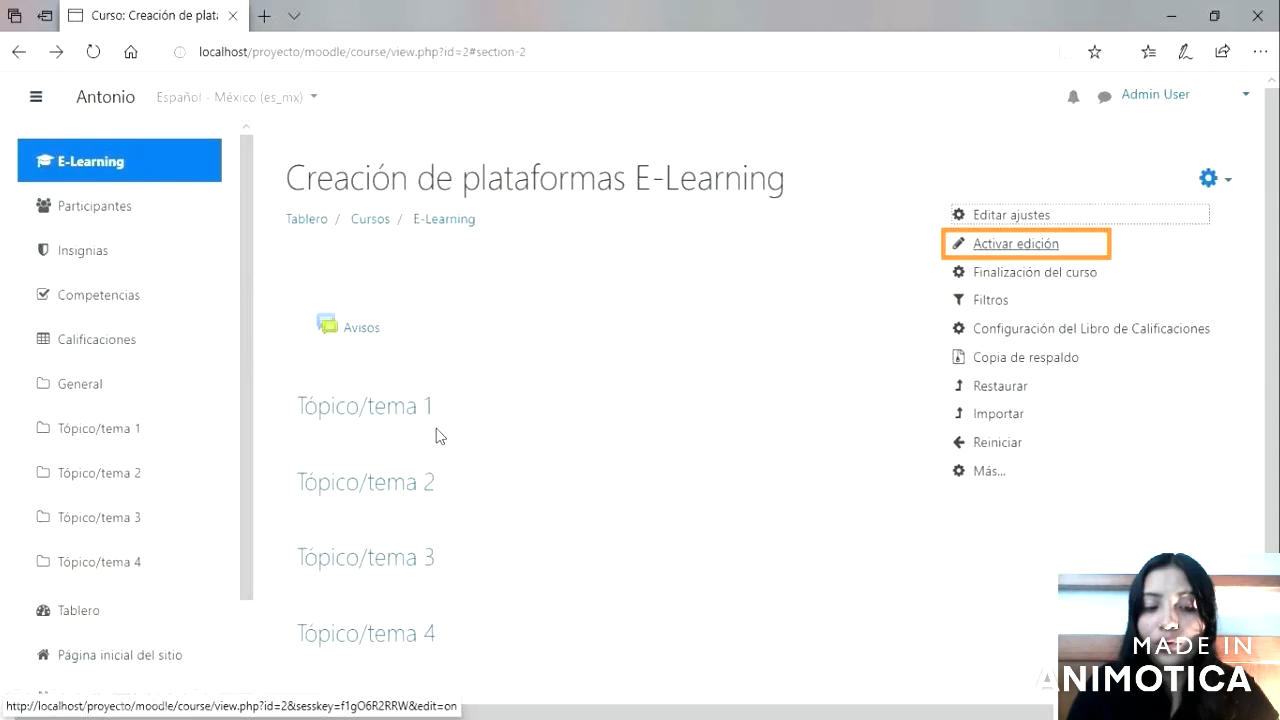 Curso: Creación de plat
localhost/proyecto/moodle/course/view.php?id=2#section-2
Antonio
Español - México (es_mx)
Admin User
E-Learning
Participantes
Insignias
Competencias
Calificaciones
General
Tópico/tema 1
Tópico/tema 2
Tópico/tema 3
Tópico/tema 4
Tablero
Página inicial del sitio
Creación de plataformas E-Learning
Tablero / Cursos / E-Learning
Avisos
Tópico/tema 1
Tópico/tema 2
Tópico/tema 3
Tópico/tema 4
Editar ajustes
Activar edición
Finalización del curso
Filtros
Configuración del Libro de Calificaciones
Copia de respaldo
Restaurar
Importar
Reiniciar
Más...
MADE IN
ANIMOTICA
http://localhost/proyecto/moodle/course/view.php?id=2&sesskey=f1gO6R2RRW&edit=on